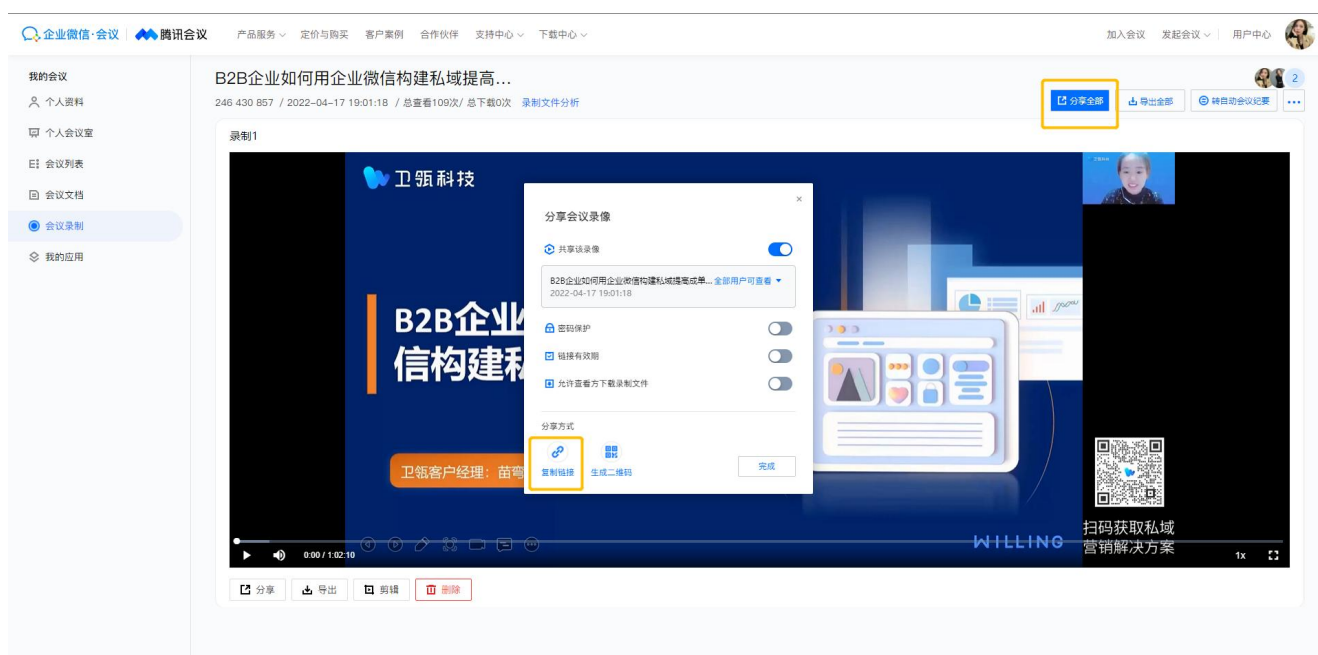 企业微信·会议 腾讯会议 产品服务 定价与购买 客户案例 合作伙伴 支持中心 下载中心 加入会议 发起会议 用户中心
我的会议
个人资料
个人会议室
会议列表
会议文档
会议录制
我的应用
B2B企业如何用企业微信构建私域提高...
2
246 430 857 / 2022-04-17 19:01:18 / 总查看109次/ 总下载0次 录制文件分析
分享全部 导出全部 转自动会议纪要
录制1
卫瓴科技
分享会议录像
共享该录像
B2B企业如何用企业微信构建私域提高成单... 全部用户可查看
2022-04-17 19:01:18
密码保护
链接有效期
允许查看方下载录制文件
分享方式
复制链接 生成二维码 完成
B2B企业
信构建私
卫瓴客户经理：苗弯
扫码获取私域
营销解决方案
WILLING
0:00 / 1:02:10 1x
分享 导出 剪辑 删除